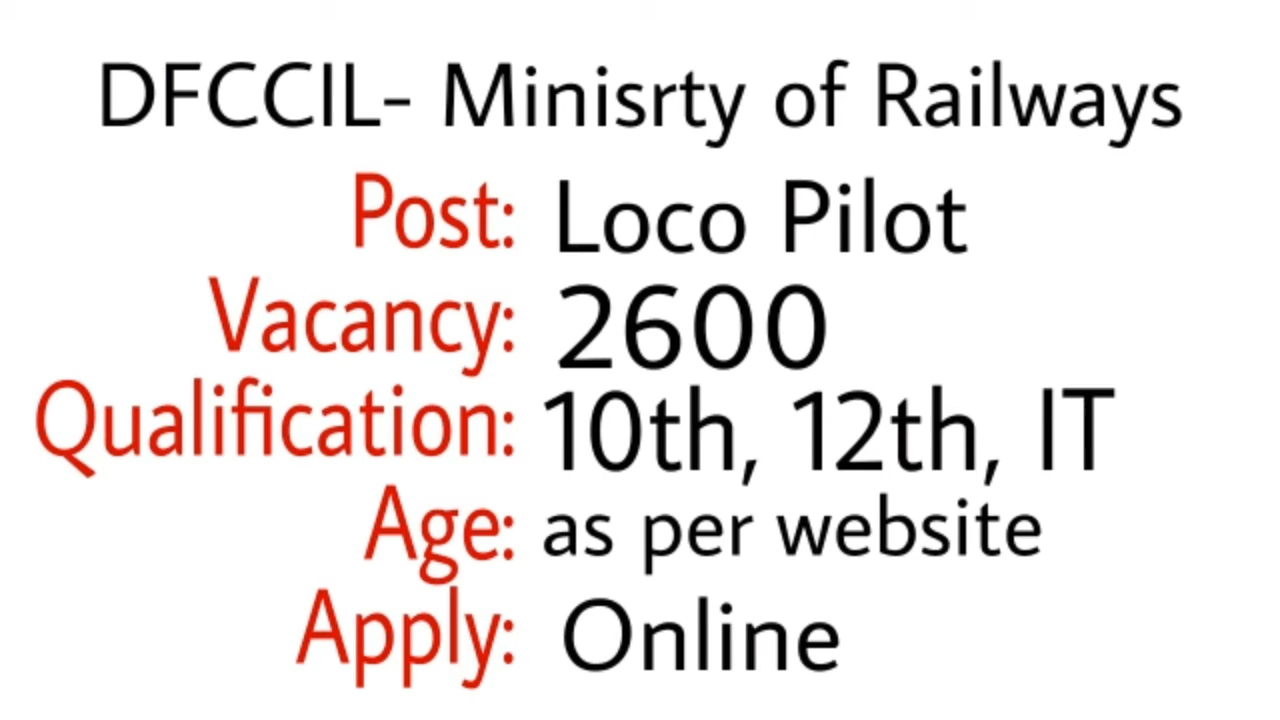 DFCCIL- Minisrty of Railways
Post: Loco Pilot
Vacancy: 2600
Qualification: 10th, 12th, IT
Age: as per website
Apply: Online